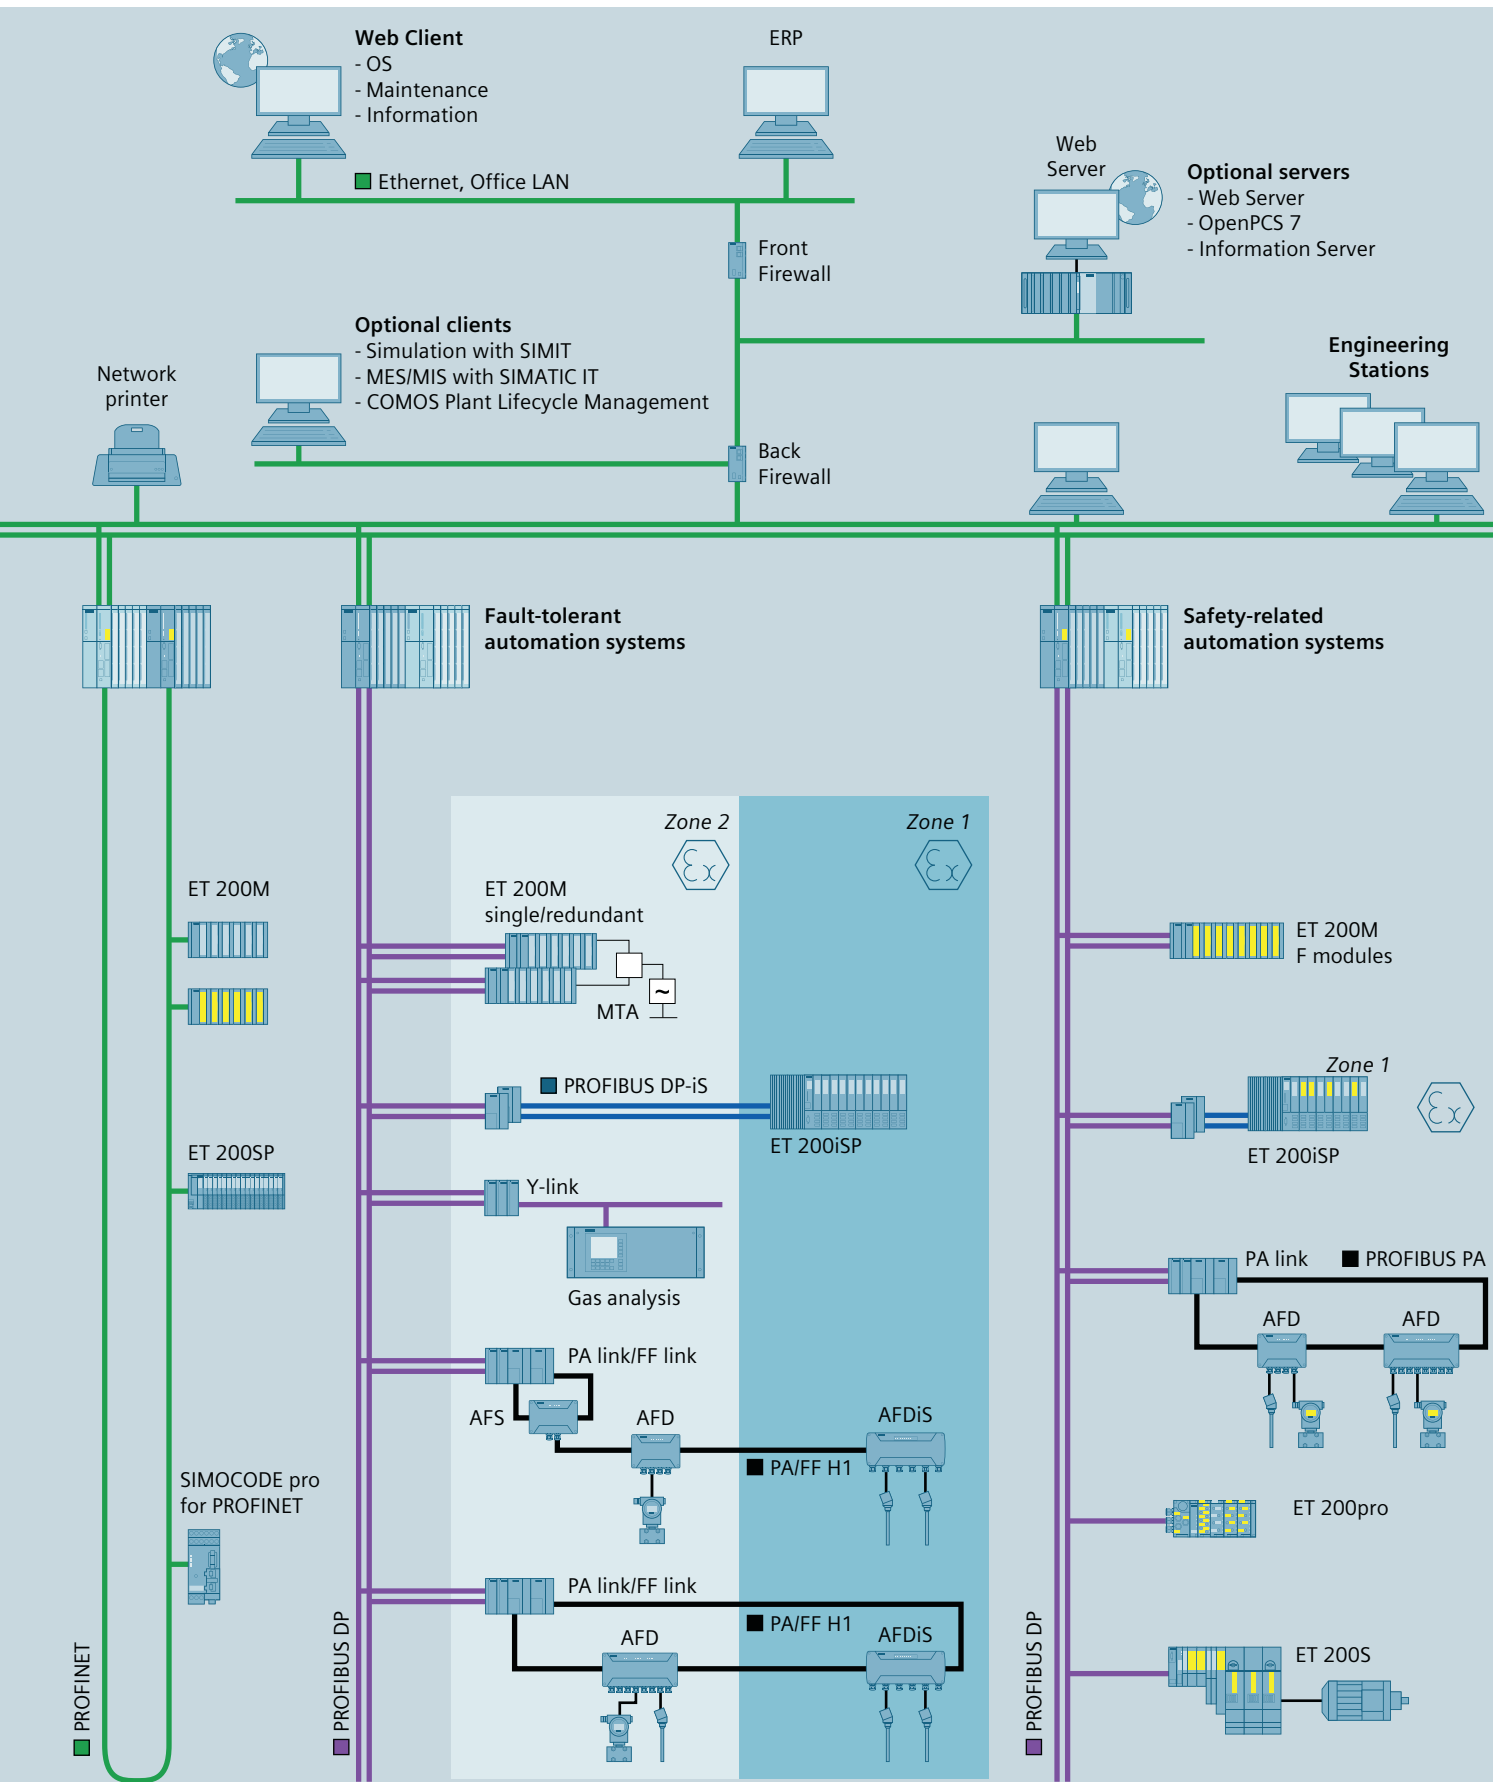 Web Client
- OS
- Maintenance
- Information
ERP
Ethernet, Office LAN
Web
Server
Optional servers
- Web Server
- OpenPCS 7
- Information Server
Front
Firewall
Optional clients
- Simulation with SIMIT
- MES/MIS with SIMATIC IT
- COMOS Plant Lifecycle Management
Network
printer
Engineering
Stations
Back
Firewall
Fault-tolerant
automation systems
Safety-related
automation systems
Zone 2
Zone 1
Ex
Ex
ET 200M
ET 200M
single/redundant
MTA
~
ET 200M
F modules
PROFIBUS DP-iS
ET 200iSP
Zone 1
Ex
ET 200iSP
ET 200SP
Y-link
Gas analysis
PA link
PROFIBUS PA
AFD
AFD
PA link/FF link
AFS
AFD
AFDiS
PA/FF H1
SIMOCODE pro
for PROFINET
ET 200pro
PA link/FF link
PA/FF H1
AFD
AFDiS
ET 200S
PROFINET
PROFIBUS DP
PROFIBUS DP